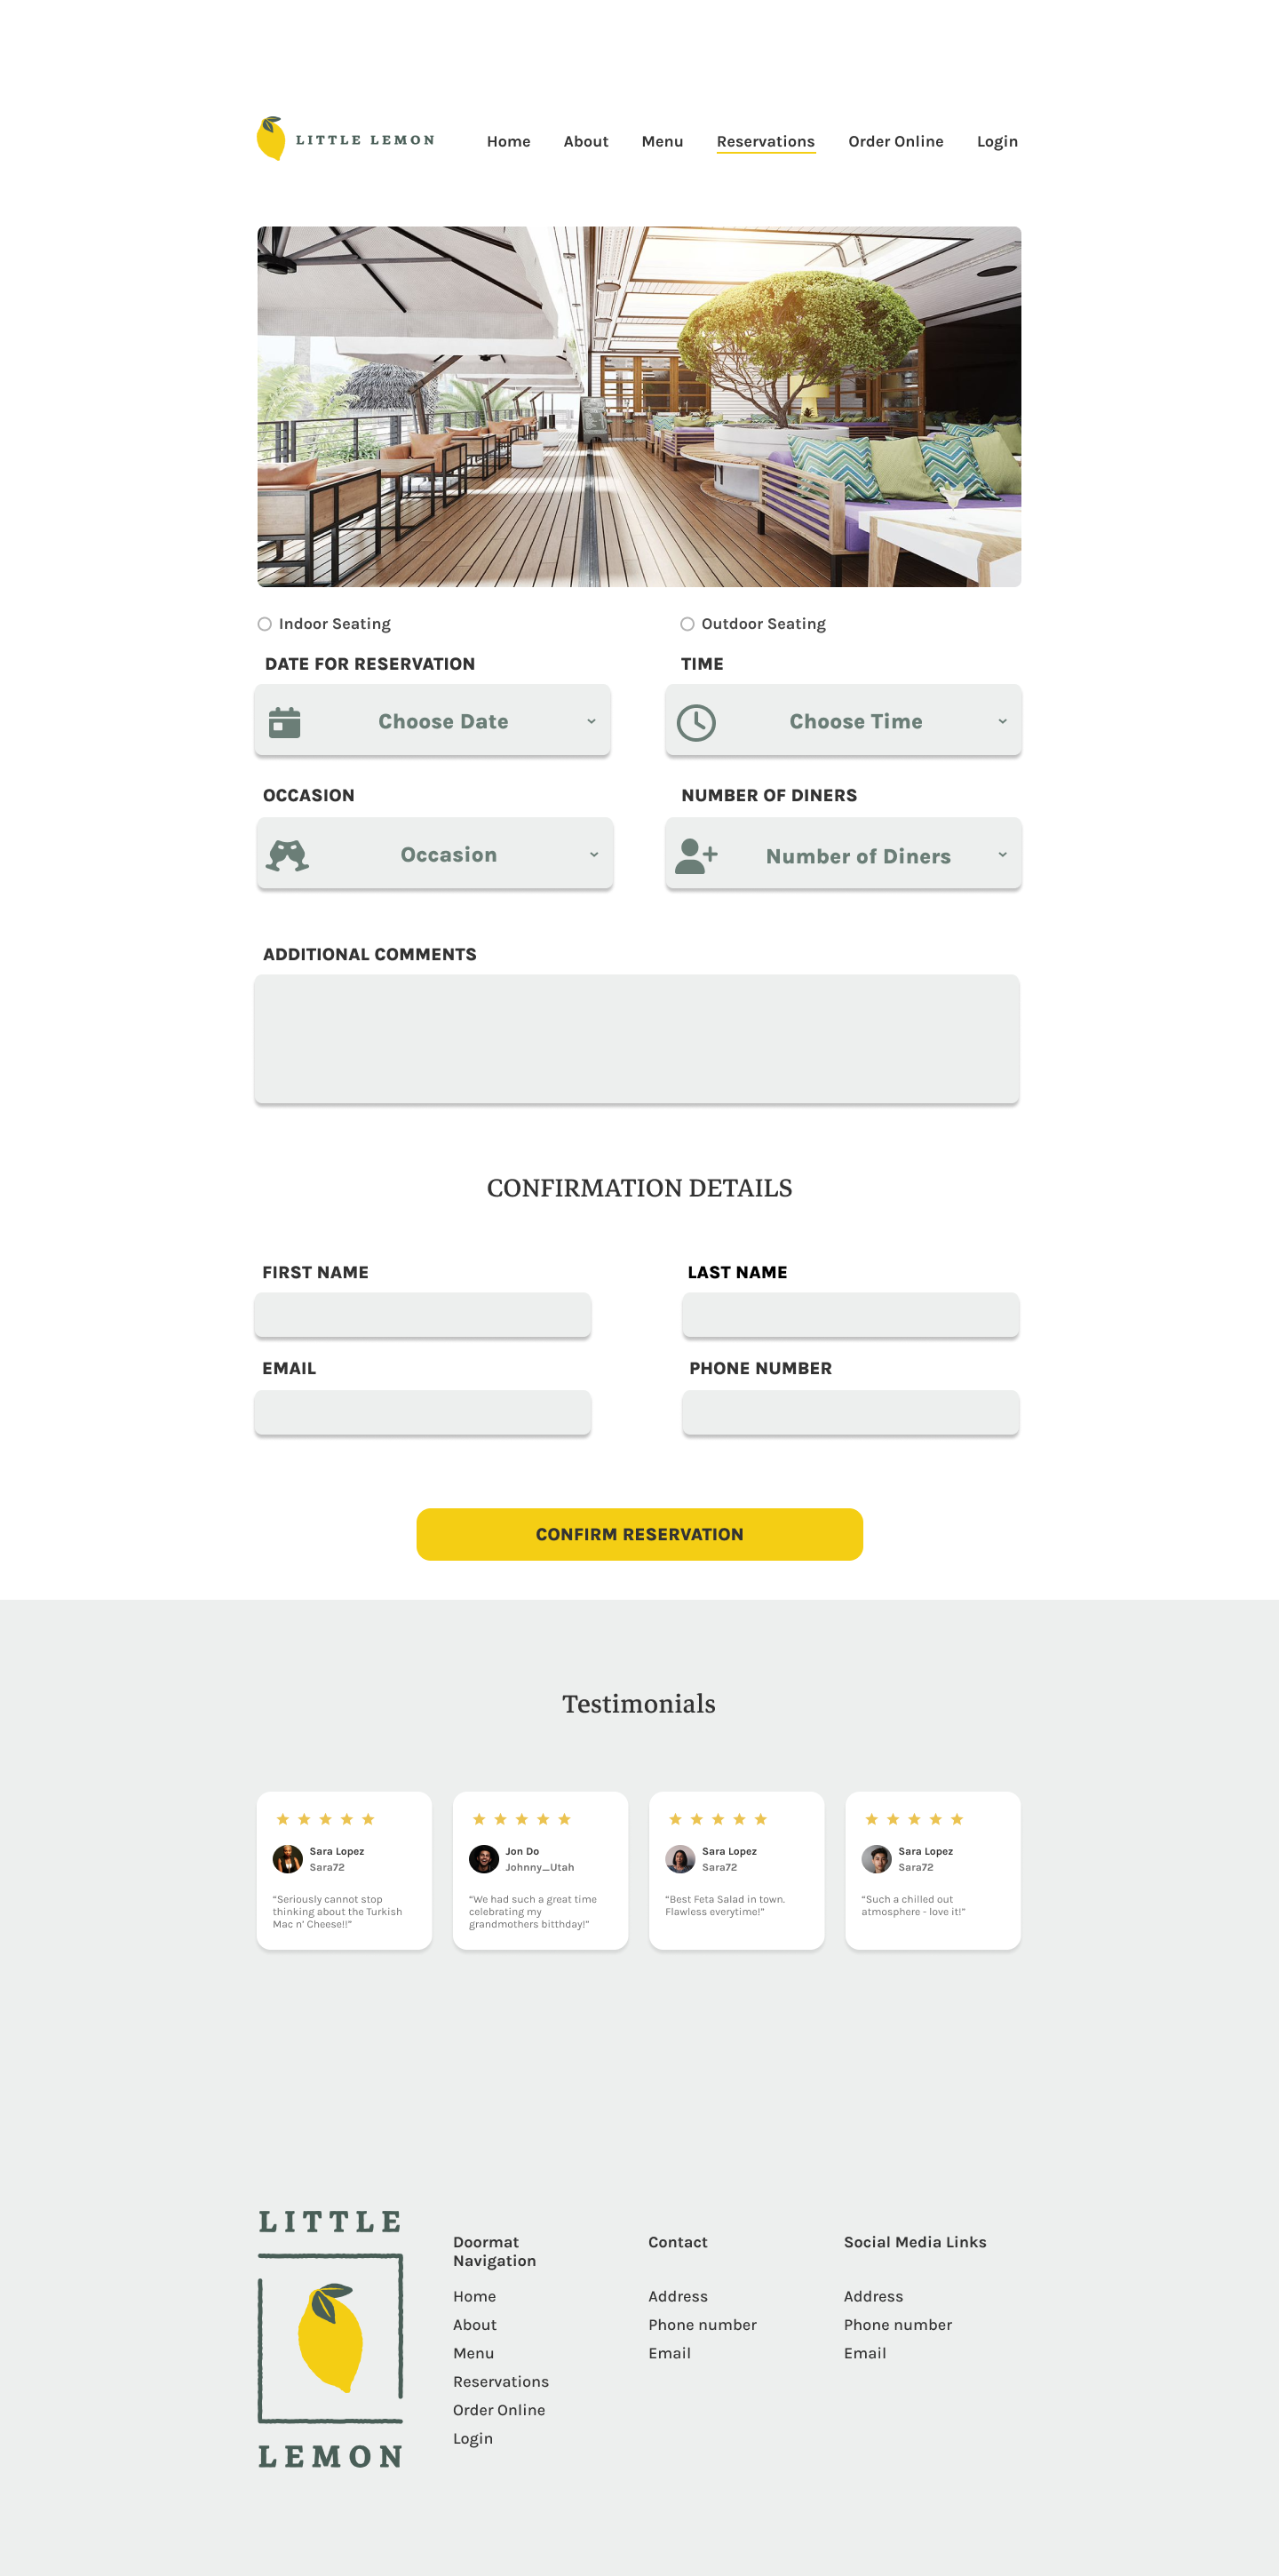 LITTLE LEMON
Home About Menu Reservations Order Online Login
Indoor Seating Outdoor Seating
DATE FOR RESERVATION TIME
Choose Date Choose Time
OCCASION NUMBER OF DINERS
Occasion Number of Diners
ADDITIONAL COMMENTS
CONFIRMATION DETAILS
FIRST NAME LAST NAME
EMAIL PHONE NUMBER
CONFIRM RESERVATION
Testimonials
Sara Lopez
Sara72
“Seriously cannot stop
thinking about the Turkish
Mac n’ Cheese!!”
Jon Do
Johnny_Utah
“We had such a great time
celebrating my
grandmothers bitthday!”
Sara Lopez
Sara72
“Best Feta Salad in town.
Flawless everytime!”
Sara Lopez
Sara72
“Such a chilled out
atmosphere - love it!”
LITTLE
LEMON
Doormat
Navigation
Home
About
Menu
Reservations
Order Online
Login
Contact
Address
Phone number
Email
Social Media Links
Address
Phone number
Email